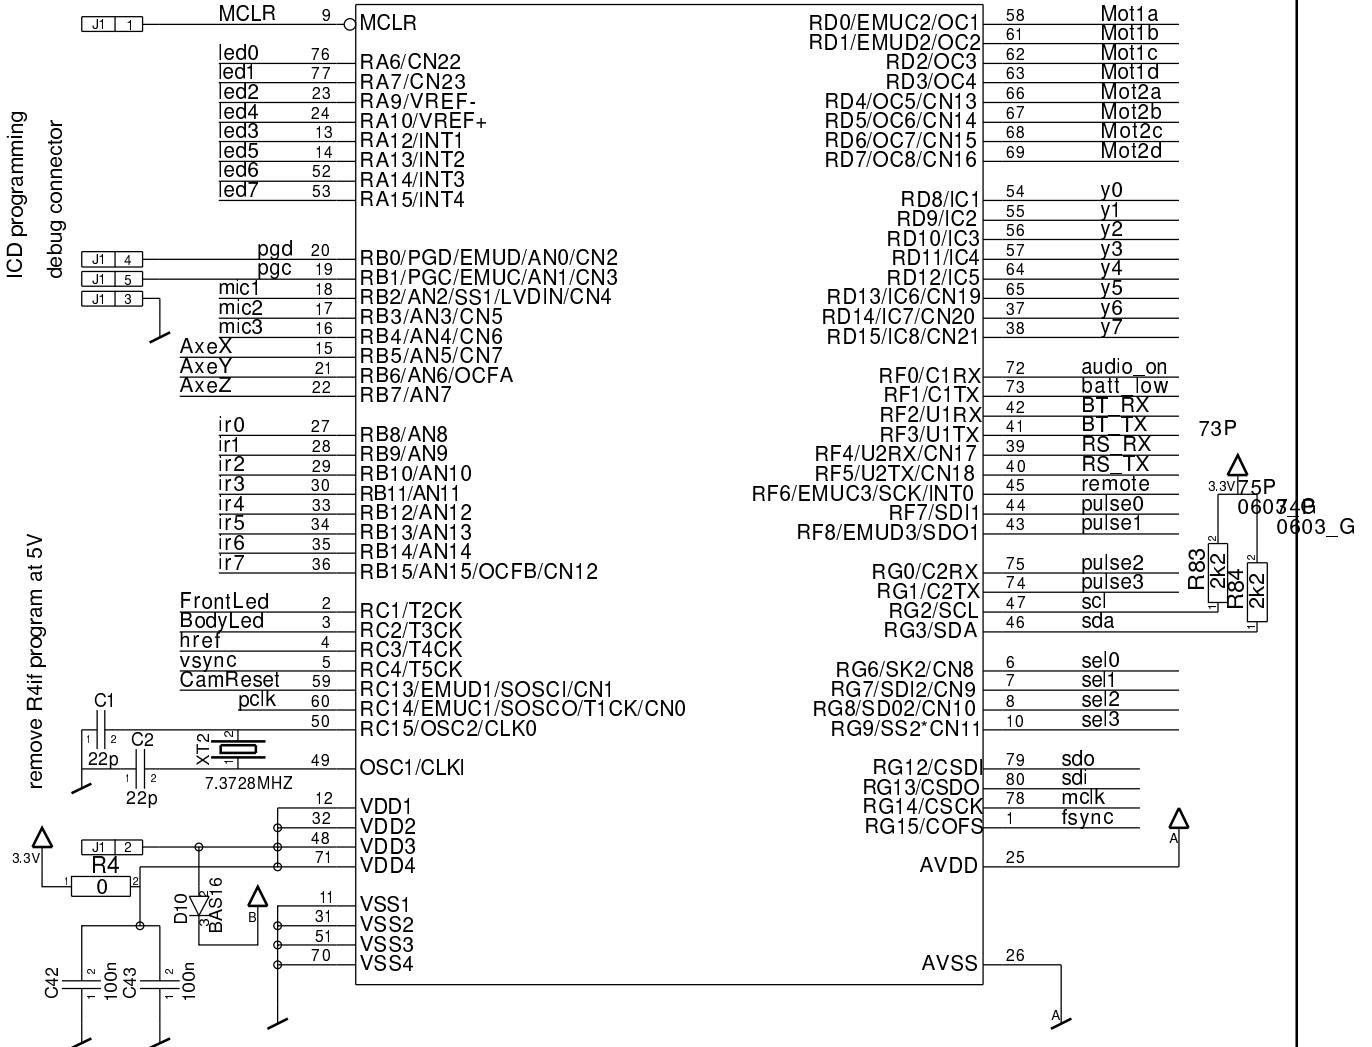 J1 1 MCLR 9 MCLR
led0 76 RA6/CN22
led1 77 RA7/CN23
led2 23 RA9/VREF-
led4 24 RA10/VREF+
led3 13 RA12/INT1
led5 14 RA13/INT2
led6 52 RA14/INT3
led7 53 RA15/INT4
ICD programming
debug connector
J1 4 pgd 20 RB0/PGD/EMUD/AN0/CN2
J1 5 pgc 19 RB1/PGC/EMUC/AN1/CN3
J1 3 mic1 18 RB2/AN2/SS1/LVDIN/CN4
mic2 17 RB3/AN3/CN5
mic3 16 RB4/AN4/CN6
AxeX 15 RB5/AN5/CN7
AxeY 21 RB6/AN6/OCFA
AxeZ 22 RB7/AN7
ir0 27 RB8/AN8
ir1 28 RB9/AN9
ir2 29 RB10/AN10
ir3 30 RB11/AN11
ir4 33 RB12/AN12
ir5 34 RB13/AN13
ir6 35 RB14/AN14
ir7 36 RB15/AN15/OCFB/CN12
FrontLed 2 RC1/T2CK
BodyLed 3 RC2/T3CK
href 4 RC3/T4CK
vsync 5 RC4/T5CK
CamReset 59 RC13/EMUD1/SOSCI/CN1
pclk 60 RC14/EMUC1/SOSCO/T1CK/CN0
50 RC15/OSC2/CLK0
49 OSC1/CLKI
remove R4if program at 5V
C1
1 2
22p
C2
1 2
22p
XT2
2
1
7.3728MHZ
12 VDD1
32 VDD2
J1 2 48 VDD3
71 VDD4
3.3V
R4
1 0 2
D10
BAS16
2
3
B
11 VSS1
31 VSS2
51 VSS3
70 VSS4
C42
2
1
100n
C43
2
1
100n
RD0/EMUC2/OC1 58 Mot1a
RD1/EMUD2/OC2 61 Mot1b
RD2/OC3 62 Mot1c
RD3/OC4 63 Mot1d
RD4/OC5/CN13 66 Mot2a
RD5/OC6/CN14 67 Mot2b
RD6/OC7/CN15 68 Mot2c
RD7/OC8/CN16 69 Mot2d
RD8/IC1 54 y0
RD9/IC2 55 y1
RD10/IC3 56 y2
RD11/IC4 57 y3
RD12/IC5 64 y4
RD13/IC6/CN19 65 y5
RD14/IC7/CN20 37 y6
RD15/IC8/CN21 38 y7
RF0/C1RX 72 audio_on
RF1/C1TX 73 batt_low
RF2/U1RX 42 BT_RX
RF3/U1TX 41 BT_TX
RF4/U2RX/CN17 39 RS_RX
RF5/U2TX/CN18 40 RS_TX
RF6/EMUC3/SCK/INT0 45 remote
RF7/SDI1 44 pulse0
RF8/EMUD3/SDO1 43 pulse1
RG0/C2RX 75 pulse2
RG1/C2TX 74 pulse3
RG2/SCL 47 scl
RG3/SDA 46 sda
RG6/SK2/CN8 6 sel0
RG7/SDI2/CN9 7 sel1
RG8/SD02/CN10 8 sel2
RG9/SS2*CN11 10 sel3
RG12/CSDI 79 sdo
RG13/CSDO 80 sdi
RG14/CSCK 78 mclk
RG15/COFS 1 fsync
AVDD 25
A
AVSS 26
A
73P
3.3V
75P
0603_G
R83
2
2k2
1
R84
2
2k2
1